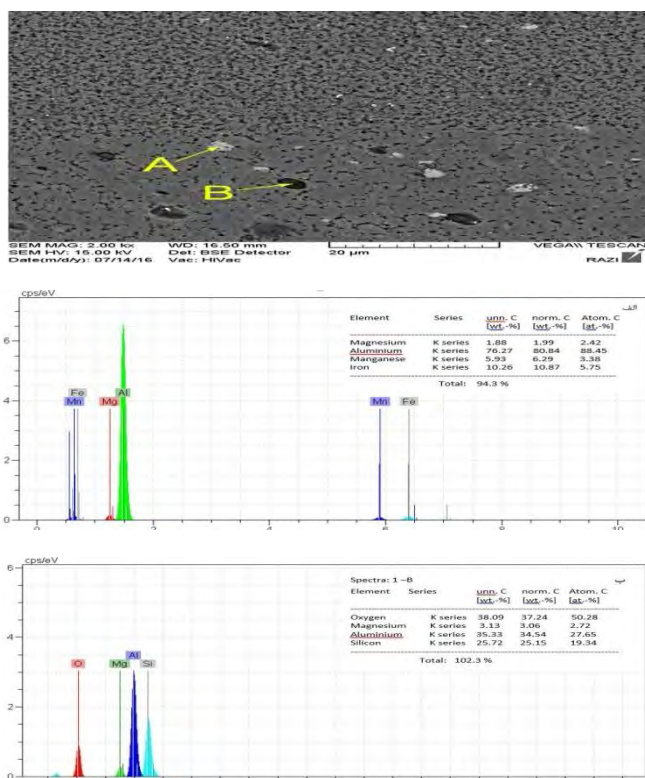 A
B
SEM MAG: 2.00 kx WD: 16.50 mm VEGA\\ TESCAN
SEM HV: 15.00 kV Det: BSE Detector 20 µm
Date(m/d/y): 07/14/16 Vac: HiVac RAZI
cps/eV
الف
Element Series unn. C norm. C Atom. C
[wt.-%] [wt.-%] [at.-%]
Magnesium K series 1.88 1.99 2.42
Aluminium K series 76.27 80.84 88.45
Manganese K series 5.93 6.29 3.38
Iron K series 10.26 10.87 5.75
Total: 94.3 %
6
4
2
0
Fe
Mn Mg Al Mn Fe
0 2 4 6 8 10
cps/eV
ب
Spectra: 1 -B
Element Series unn. C norm. C Atom. C
[wt.-%] [wt.-%] [at.-%]
Oxygen K series 38.09 37.24 50.28
Magnesium K series 3.13 3.06 2.72
Aluminium K series 35.33 34.54 27.65
Silicon K series 25.72 25.15 19.34
Total: 102.3 %
6
4
2
0
Al
O Mg Si